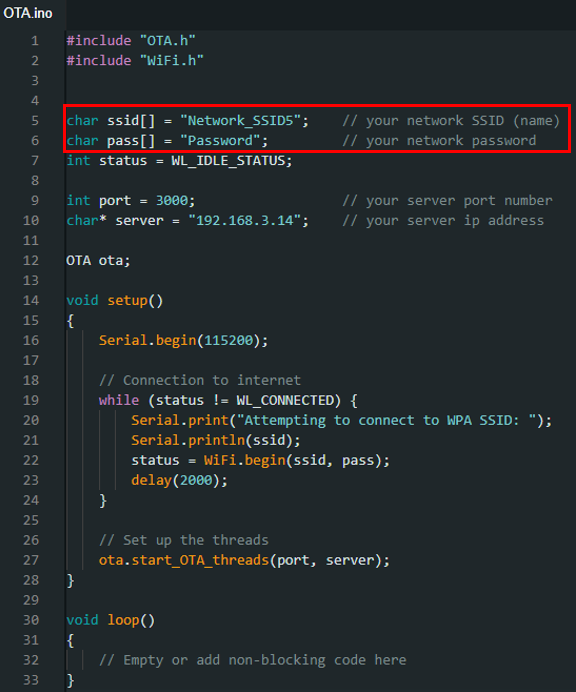 OTA.ino
1 #include "OTA.h"
2 #include "WiFi.h"
3
4
5 char ssid[] = "Network_SSID5";    // your network SSID (name)
6 char pass[] = "Password";         // your network password
7 int status = WL_IDLE_STATUS;
8
9 int port = 3000;                  // your server port number
10 char* server = "192.168.3.14";    // your server ip address
11
12 OTA ota;
13
14 void setup()
15 {
16     Serial.begin(115200);
17
18     // Connection to internet
19     while (status != WL_CONNECTED) {
20         Serial.print("Attempting to connect to WPA SSID: ");
21         Serial.println(ssid);
22         status = WiFi.begin(ssid, pass);
23         delay(2000);
24     }
25
26     // Set up the threads
27     ota.start_OTA_threads(port, server);
28 }
29
30 void loop()
31 {
32     // Empty or add non-blocking code here
33 }